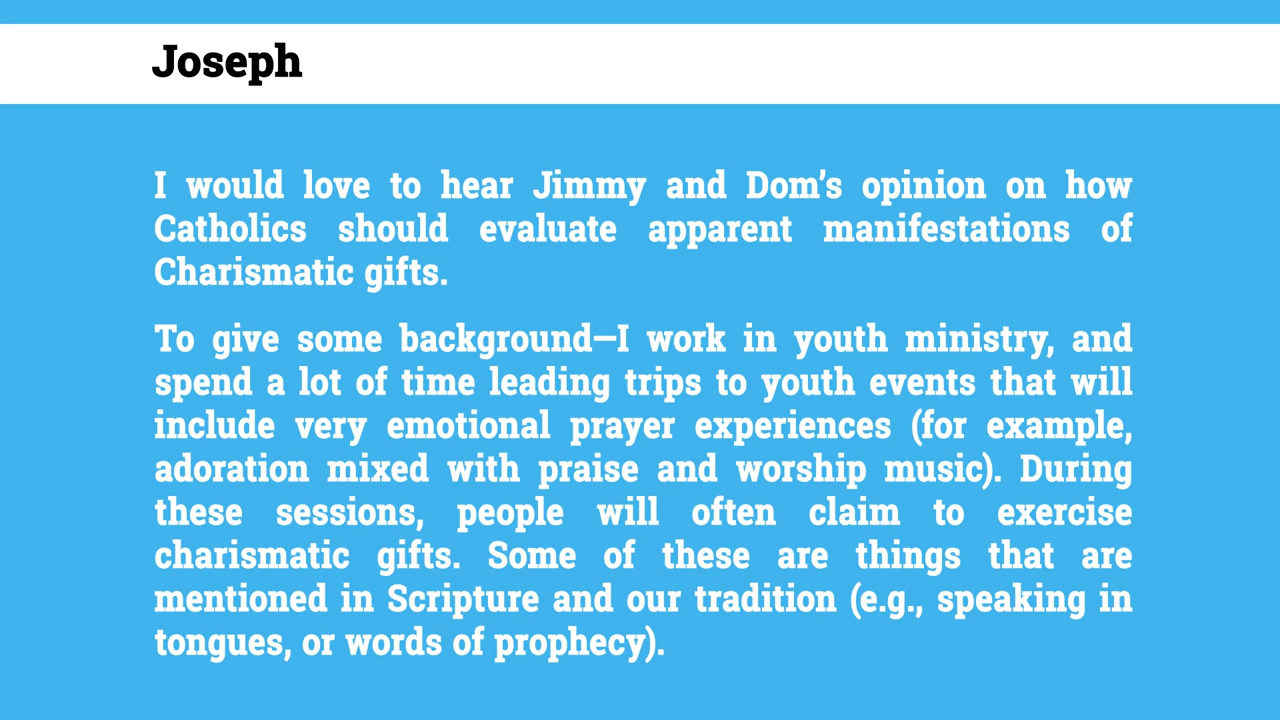 Joseph
I would love to hear Jimmy and Dom’s opinion on how
Catholics should evaluate apparent manifestations of
Charismatic gifts.
To give some background—I work in youth ministry, and
spend a lot of time leading trips to youth events that will
include very emotional prayer experiences (for example,
adoration mixed with praise and worship music). During
these sessions, people will often claim to exercise
charismatic gifts. Some of these are things that are
mentioned in Scripture and our tradition (e.g., speaking in
tongues, or words of prophecy).